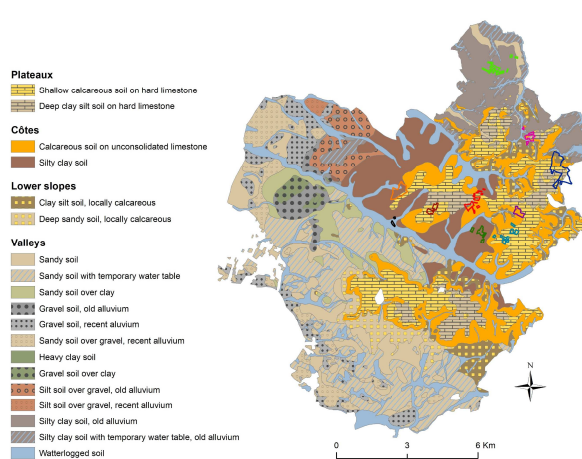 Plateaux
Shallow calcareous soil on hard limestone
Deep clay silt soil on hard limestone
Côtes
Calcareous soil on unconsolidated limestone
Silty clay soil
Lower slopes
Clay silt soil, locally calcareous
Deep sandy soil, locally calcareous
Valleys
Sandy soil
Sandy soil with temporary water table
Sandy soil over clay
Gravel soil, old alluvium
Gravel soil, recent aluvium
Sandy soil over gravel, recent alluvium
Heavy clay soil
Gravel soil over clay
Silt soil over gravel, old alluvium
Silt soil over gravel, recent alluvium
Silty clay soil, old alluvium
Silty clay soil with temporary water table, old alluvium
Watterlogged soil
N
0 3 6 Km